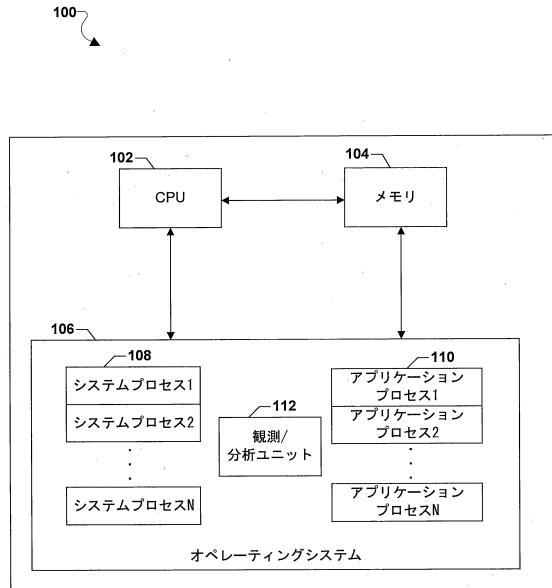 100
102
104
CPU
メモリ
106
108
110
システムプロセス1
システムプロセス2
システムプロセスN
112
観測/
分析ユニット
アプリケーション
プロセス1
アプリケーション
プロセス2
アプリケーション
プロセスN
オペレーティングシステム